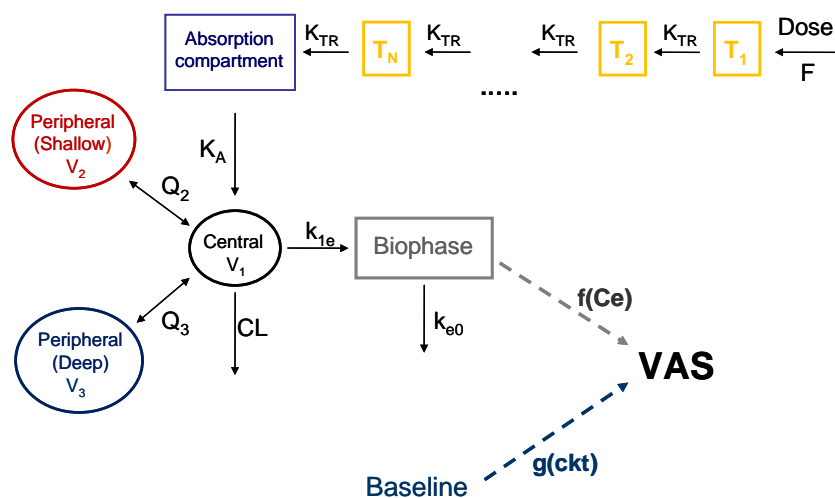 Dose
F
K_TR
T_1
K_TR
T_2
K_TR
.....
K_TR
T_N
K_TR
Absorption
compartment
K_A
Peripheral
(Shallow)
V_2
Q_2
Central
V_1
k_1e
Biophase
Q_3
CL
k_e0
f(Ce)
Peripheral
(Deep)
V_3
VAS
g(ckt)
Baseline